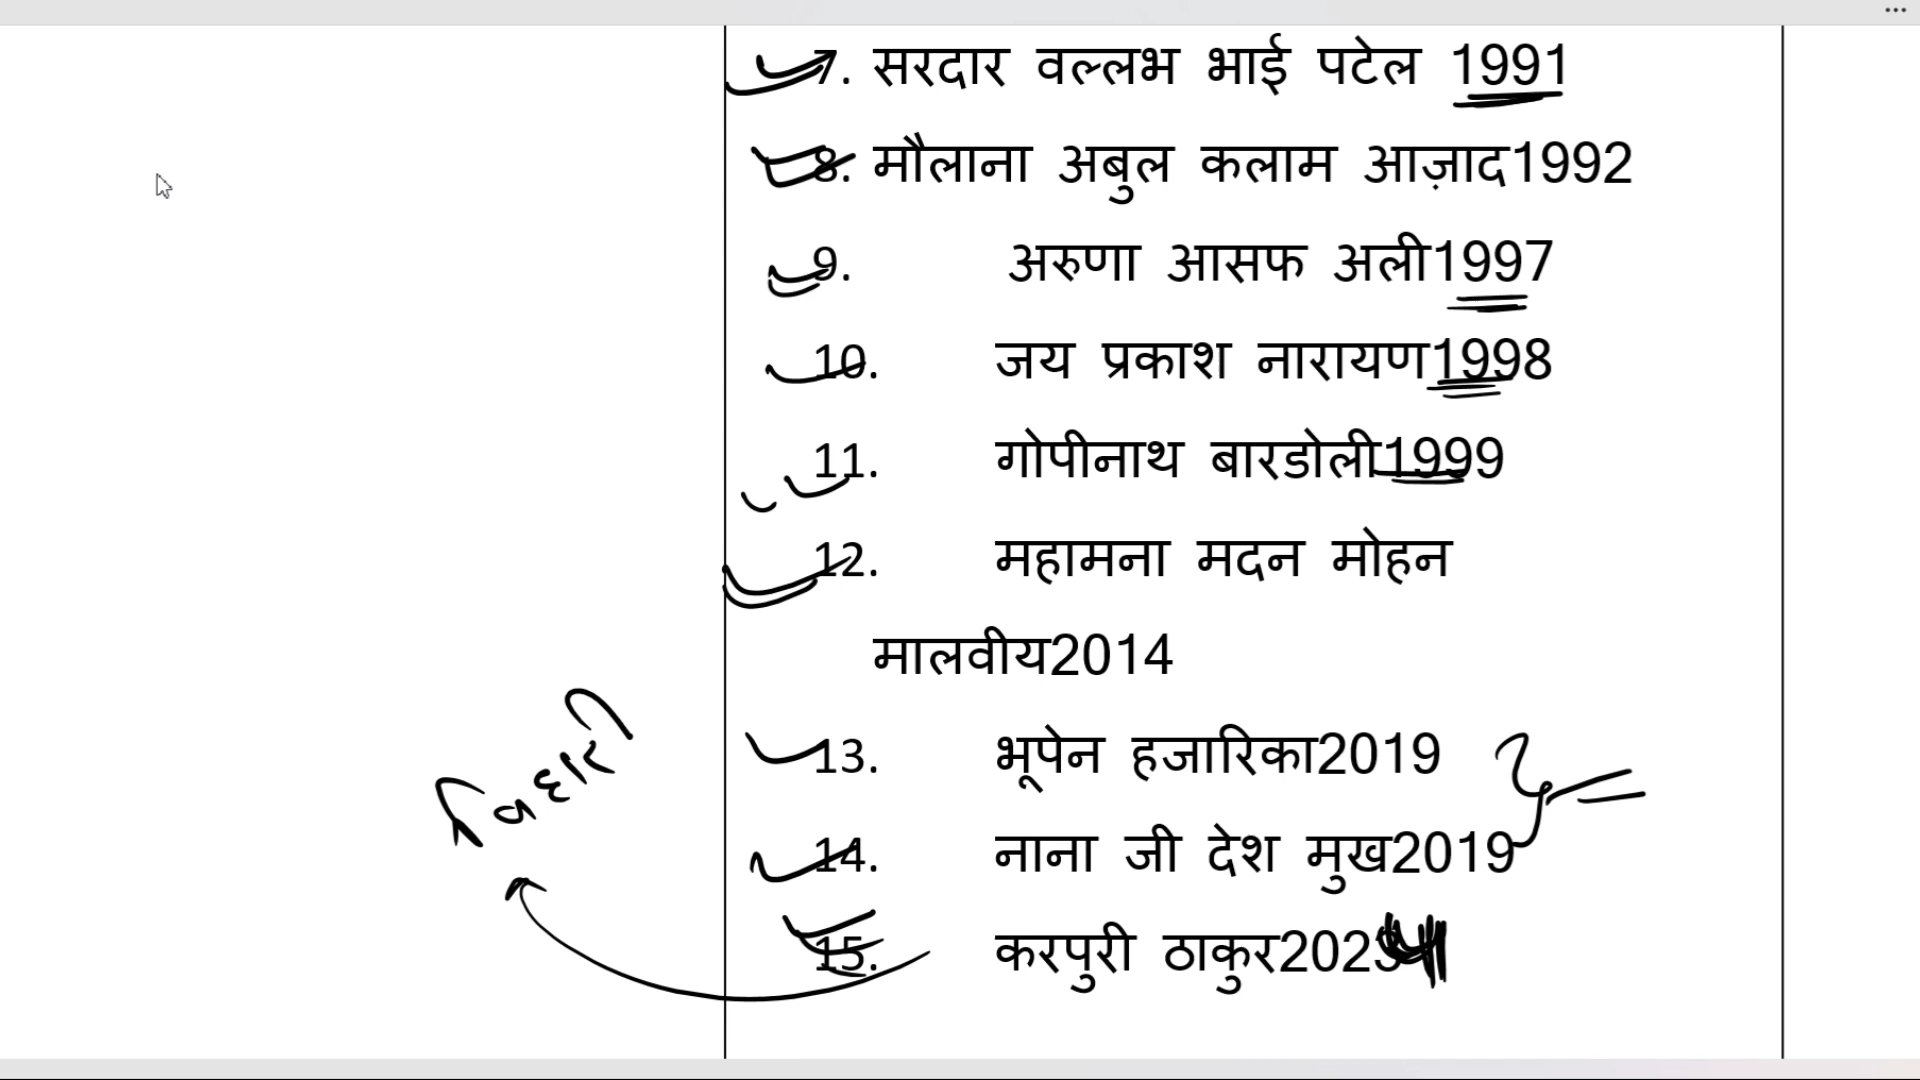 7. सरदार वल्लभ भाई पटेल 1991
8. मौलाना अबुल कलाम आज़ाद1992
9. अरुणा आसफ अली1997
10. जय प्रकाश नारायण1998
11. गोपीनाथ बारडोली1999
12. महामना मदन मोहन
मालवीय2014
13. भूपेन हजारिका2019
14. नाना जी देश मुख2019
15. करपुरी ठाकुर2024
बिहार